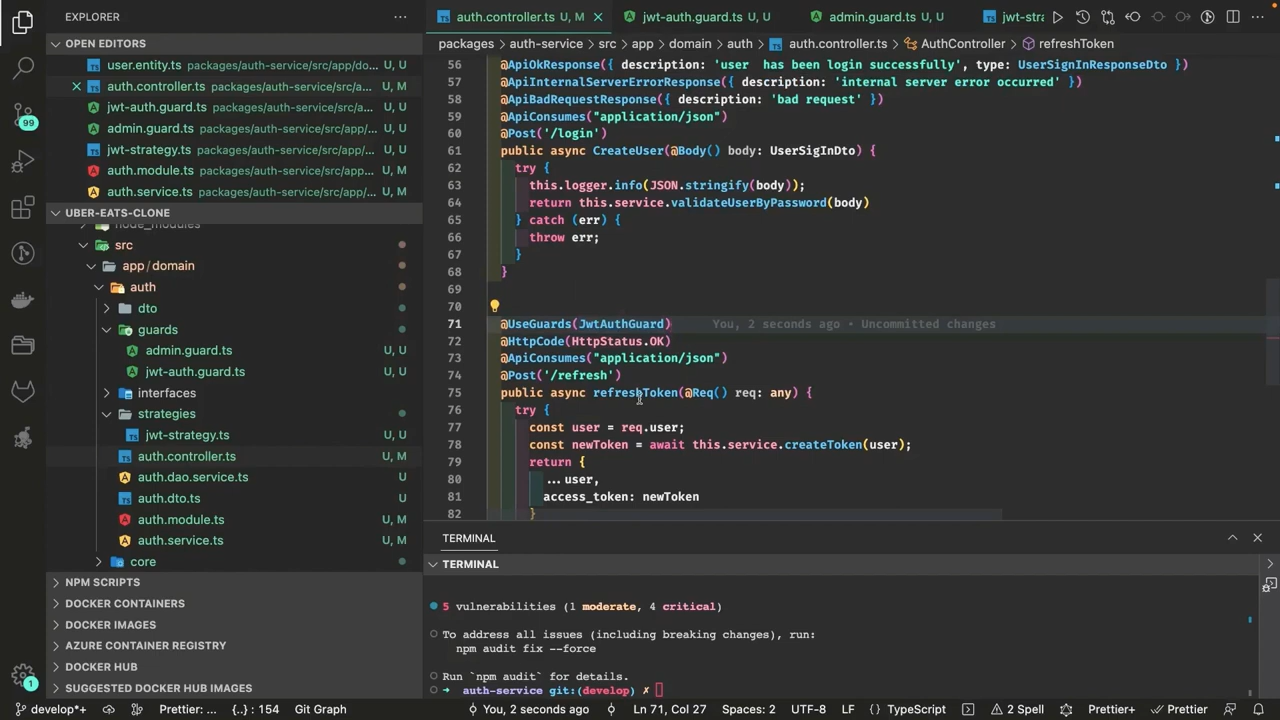 EXPLORER
OPEN EDITORS
user.entity.ts packages/auth-service/src/app/do...
auth.controller.ts packages/auth-service/src/a...
jwt-auth.guard.ts packages/auth-service/src/ap...
admin.guard.ts packages/auth-service/src/app/...
jwt-strategy.ts packages/auth-service/src/app/...
auth.module.ts packages/auth-service/src/app/...
auth.service.ts packages/auth-service/src/app/...
UBER-EATS-CLONE
node_modules
src
app / domain
auth
dto
guards
admin.guard.ts U, U
jwt-auth.guard.ts U, U
interfaces
strategies
jwt-strategy.ts U, U
auth.controller.ts U, M
auth.dao.service.ts U, U
auth.dto.ts U, U
auth.module.ts U, M
auth.service.ts U, U
core
NPM SCRIPTS
DOCKER CONTAINERS
DOCKER IMAGES
AZURE CONTAINER REGISTRY
DOCKER HUB
SUGGESTED DOCKER HUB IMAGES
99
1
auth.controller.ts U, M jwt-auth.guard.ts U, U admin.guard.ts U, U jwt-stra
packages > auth-service > src > app > domain > auth > auth.controller.ts > AuthController > refreshToken
56 @ApiOkResponse({ description: 'user  has been login successfully', type: UserSignInResponseDto })
57 @ApiInternalServerErrorResponse({ description: 'internal server error occurred' })
58 @ApiBadRequestResponse({ description: 'bad request' })
59 @ApiConsumes("application/json")
60 @Post('/login')
61 public async CreateUser(@Body() body: UserSigInDto) {
62 try {
63 this.logger.info(JSON.stringify(body));
64 return this.service.validateUserByPassword(body)
65 } catch (err) {
66 throw err;
67 }
68 }
69
70
71 @UseGuards(JwtAuthGuard) You, 2 seconds ago • Uncommitted changes
72 @HttpCode(HttpStatus.OK)
73 @ApiConsumes("application/json")
74 @Post('/refresh')
75 public async refreshToken(@Req() req: any) {
76 try {
77 const user = req.user;
78 const newToken = await this.service.createToken(user);
79 return {
80 ...user,
81 access_token: newToken
82 }
TERMINAL
TERMINAL
5 vulnerabilities (1 moderate, 4 critical)
To address all issues (including breaking changes), run:
npm audit fix --force
Run `npm audit` for details.
➜ auth-service git:(develop) ✗
develop*+ Prettier: ... {..} : 154 Git Graph You, 2 seconds ago Ln 71, Col 27 Spaces: 2 UTF-8 LF TypeScript 2 Spell Prettier+ Prettier